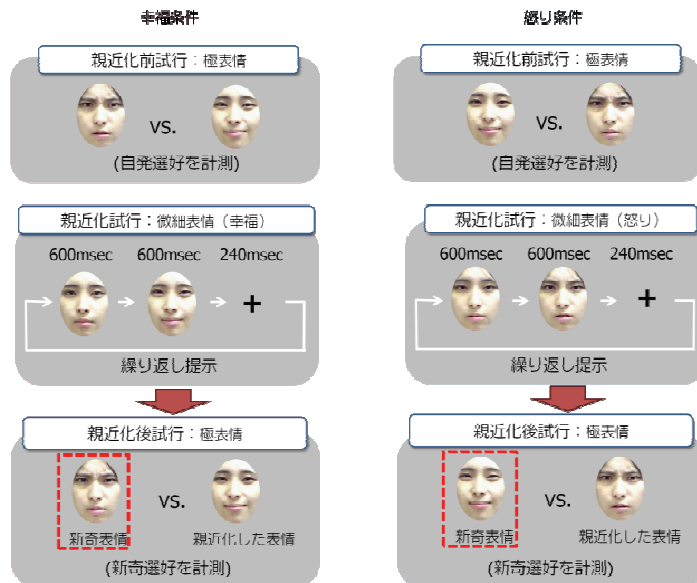 幸福条件
親近化前試行：極表情
vs.
(自発選好を計測)
親近化試行：微細表情（幸福）
600msec 600msec 240msec
+
繰り返し提示
親近化後試行：極表情
vs.
新奇表情 親近化した表情
(新奇選好を計測)
怒り条件
親近化前試行：極表情
vs.
(自発選好を計測)
親近化試行：微細表情（怒り）
600msec 600msec 240msec
+
繰り返し提示
親近化後試行：極表情
vs.
新奇表情 親近化した表情
(新奇選好を計測)